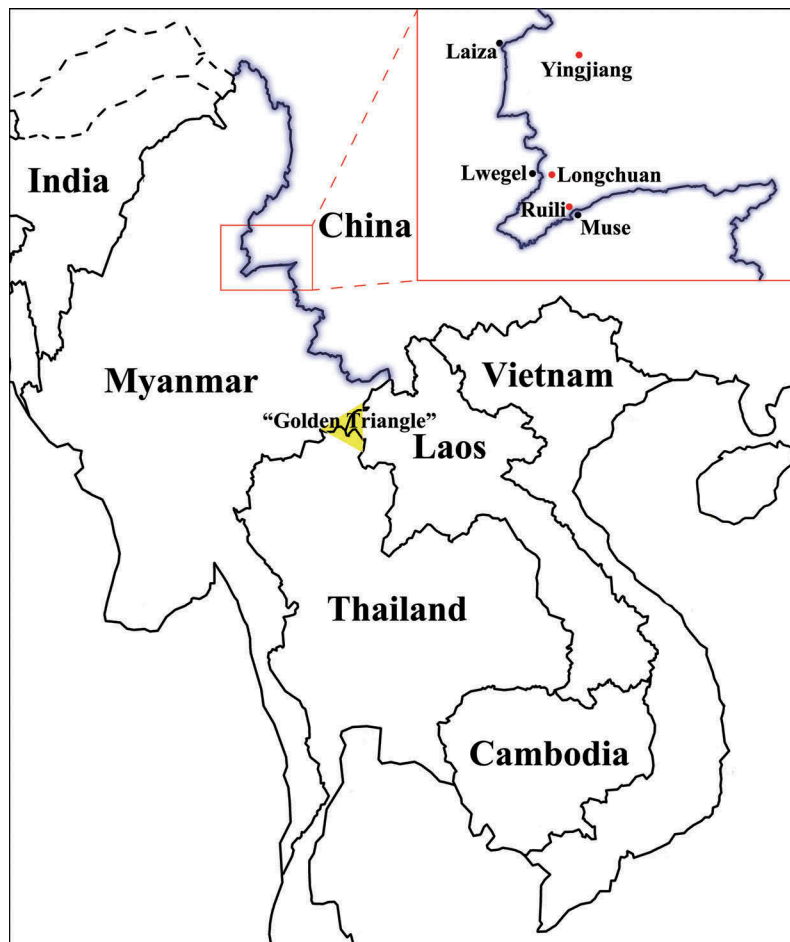 Laiza
Yingjiang
Lwegel
Longchuan
Ruili
Muse
India
China
Myanmar
Vietnam
“Golden Triangle”
Laos
Thailand
Cambodia